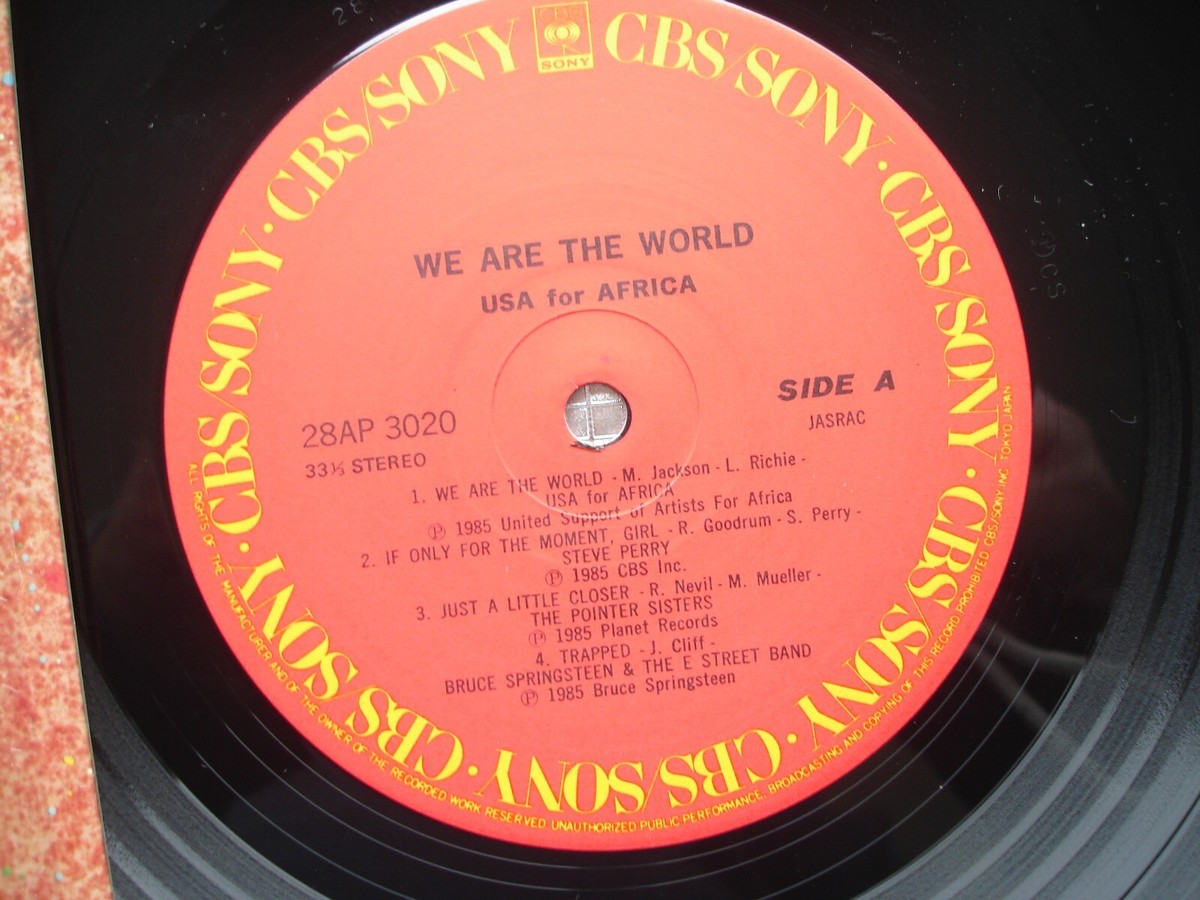 CBS
SONY
CBS/SONY · CBS/SONY · CBS/SONY · CBS/SONY · CBS/SONY · CBS/SONY · CBS/SONY · CBS/SONY · CBS/SONY
WE ARE THE WORLD
USA for AFRICA
SIDE A
JASRAC
28AP 3020
33⅓ STEREO
1. WE ARE THE WORLD - M. Jackson - L. Richie -
USA for AFRICA
Ⓟ 1985 United Support of Artists For Africa
2. IF ONLY FOR THE MOMENT, GIRL - R. Goodrum - S. Perry -
STEVE PERRY
Ⓟ 1985 CBS Inc.
3. JUST A LITTLE CLOSER - R. Nevil - M. Mueller -
THE POINTER SISTERS
Ⓟ 1985 Planet Records
4. TRAPPED - J. Cliff -
BRUCE SPRINGSTEEN & THE E STREET BAND
Ⓟ 1985 Bruce Springsteen
ALL RIGHTS OF THE MANUFACTURER AND OF THE OWNER OF THE RECORDED WORK RESERVED. UNAUTHORIZED PUBLIC PERFORMANCE, BROADCASTING AND COPYING OF THIS RECORD PROHIBITED. CBS/SONY INC. TOKYO JAPAN